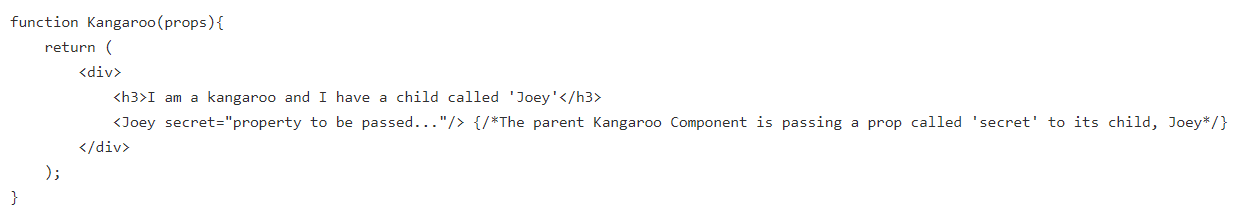 function Kangaroo(props){
    return (
        <div>
            <h3>I am a kangaroo and I have a child called 'Joey'</h3>
            <Joey secret="property to be passed..."/> {/*The parent Kangaroo Component is passing a prop called 'secret' to its child, Joey*/}
        </div>
    );
}